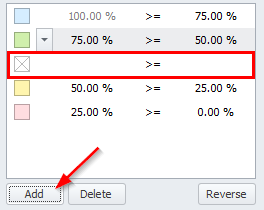 100.00 % >= 75.00 %
75.00 % >= 50.00 %
>=
50.00 % >= 25.00 %
25.00 % >= 0.00 %
Add Delete Reverse